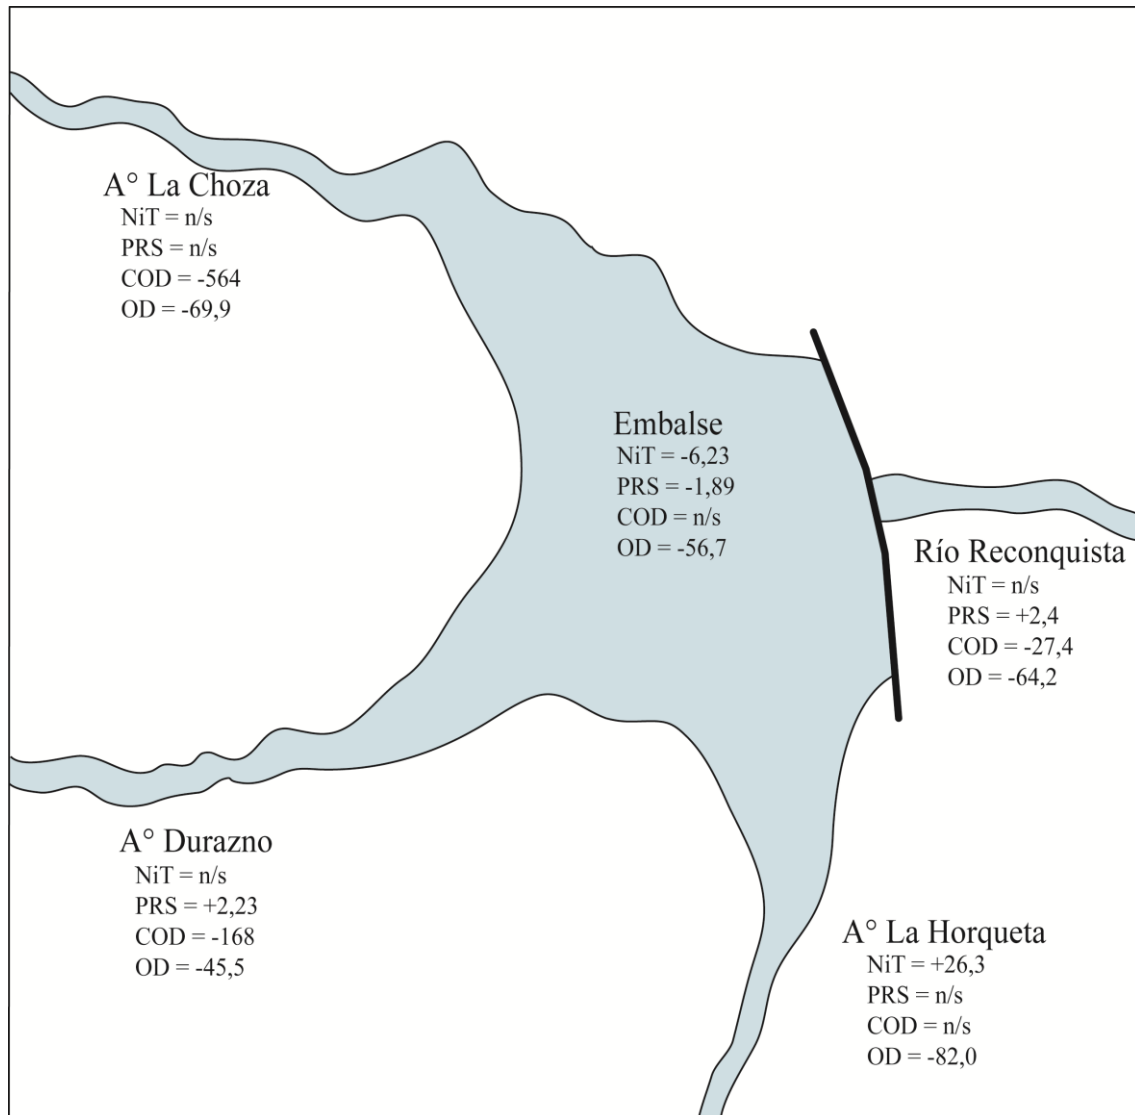 A° La Choza
NiT = n/s
PRS = n/s
COD = -564
OD = -69,9
Embalse
NiT = -6,23
PRS = -1,89
COD = n/s
OD = -56,7
Río Reconquista
NiT = n/s
PRS = +2,4
COD = -27,4
OD = -64,2
A° Durazno
NiT = n/s
PRS = +2,23
COD = -168
OD = -45,5
A° La Horqueta
NiT = +26,3
PRS = n/s
COD = n/s
OD = -82,0